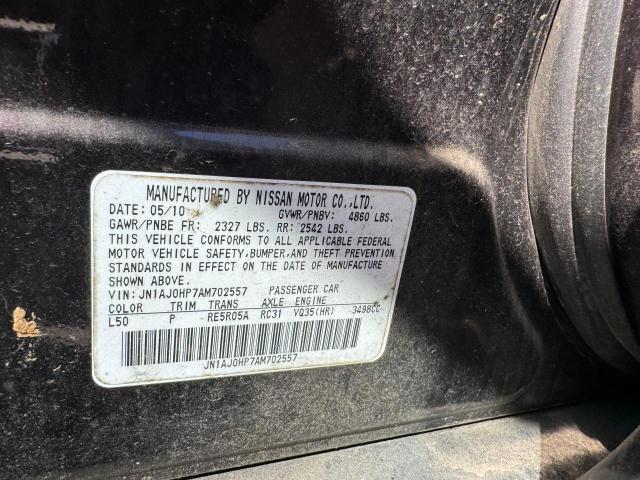 MANUFACTURED BY NISSAN MOTOR CO.,LTD.
DATE: 05/10 GVWR/PNBV: 4860 LBS.
GAWR/PNBE FR: 2327 LBS. RR: 2542 LBS.
THIS VEHICLE CONFORMS TO ALL APPLICABLE FEDERAL
MOTOR VEHICLE SAFETY,BUMPER,AND THEFT PREVENTION
STANDARDS IN EFFECT ON THE DATE OF MANUFACTURE
SHOWN ABOVE.
VIN: JN1AJ0HP7AM702557 PASSENGER CAR
COLOR TRIM TRANS AXLE ENGINE
L50 P RE5R05A RC31 VQ35(HR) 3498CC
JN1AJ0HP7AM702557